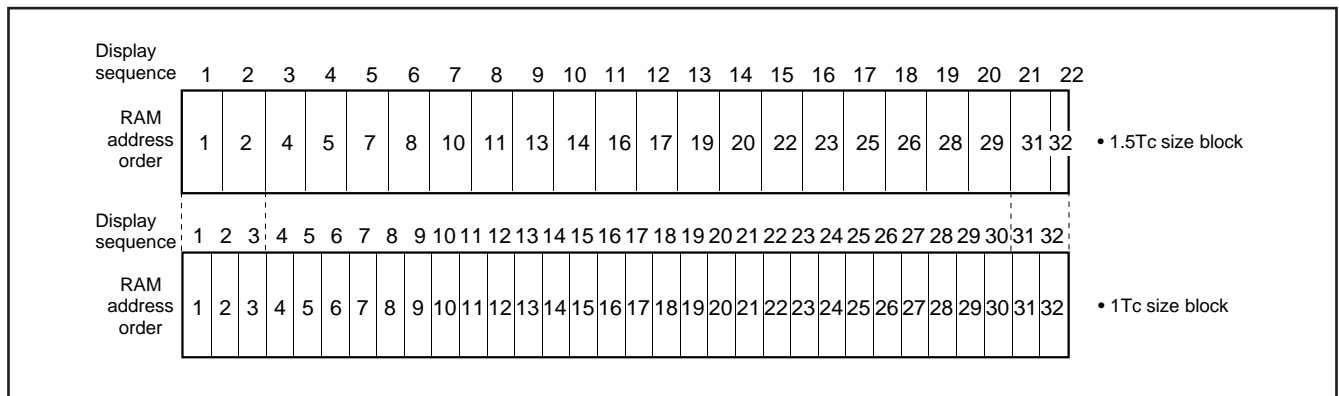 Display
sequence 1 2 3 4 5 6 7 8 9 10 11 12 13 14 15 16 17 18 19 20 21 22
RAM
address
order
1 2 4 5 7 8 10 11 13 14 16 17 19 20 22 23 25 26 28 29 31 32
• 1.5Tc size block
Display
sequence 1 2 3 4 5 6 7 8 9 10 11 12 13 14 15 16 17 18 19 20 21 22 23 24 25 26 27 28 29 30 31 32
RAM
address
order
1 2 3 4 5 6 7 8 9 10 11 12 13 14 15 16 17 18 19 20 21 22 23 24 25 26 27 28 29 30 31 32
• 1Tc size block